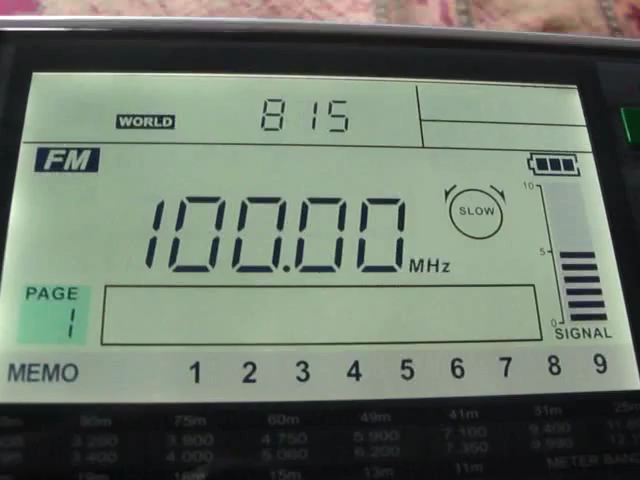 WORLD 815
FM
10
SLOW
100.00 MHz
5
PAGE
1
0
SIGNAL
MEMO 1 2 3 4 5 6 7 8 9
90m 75m 60m 49m 41m 31m
3.200 3.900 4.750 5.900 7.100 9.400
3.400 4.000 5.060 6.200 7.350 9.990
METER BAND
15m 13m 11m